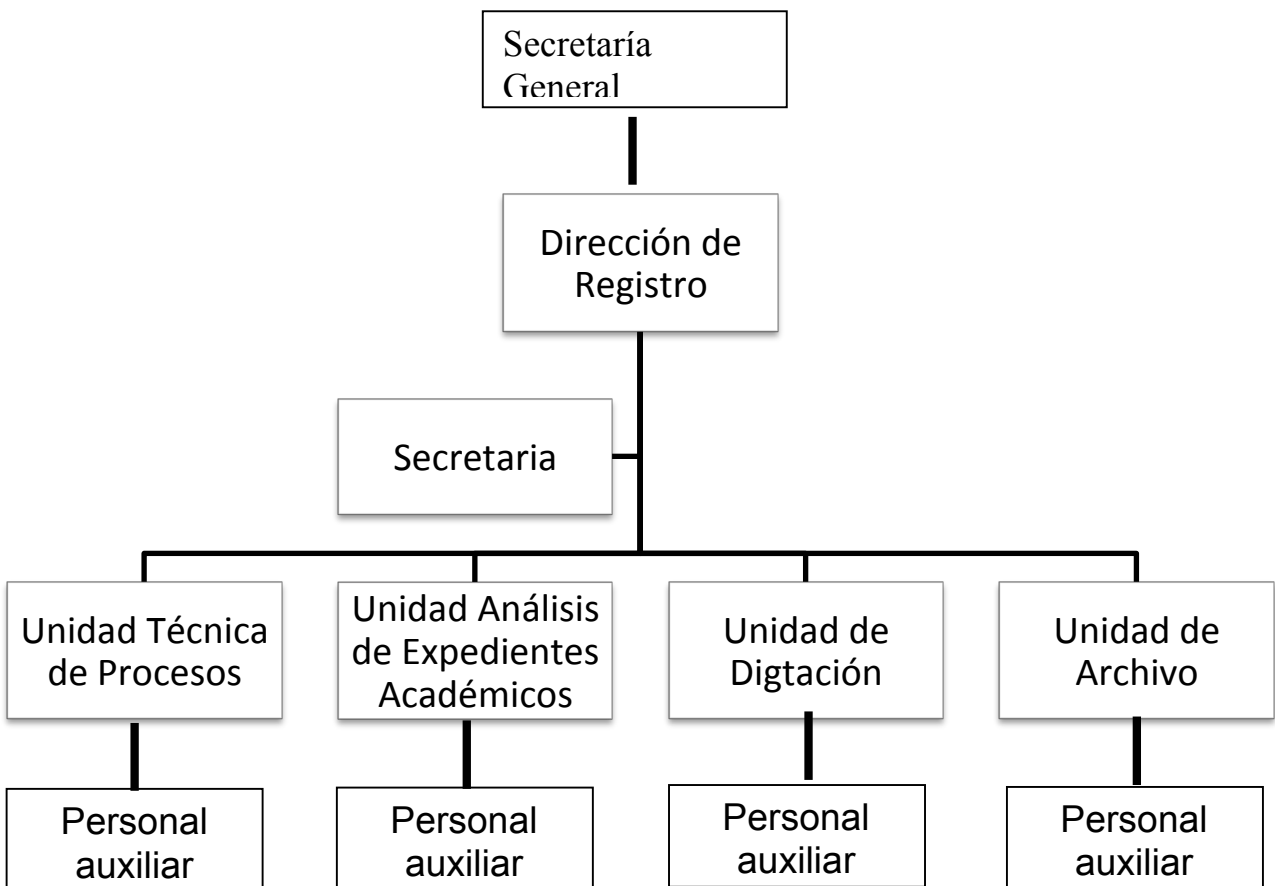 Secretaría
General
Dirección de
Registro
Secretaria
Unidad Técnica
de Procesos
Unidad Análisis
de Expedientes
Académicos
Unidad de
Digtación
Unidad de
Archivo
Personal
auxiliar
Personal
auxiliar
Personal
auxiliar
Personal
auxiliar